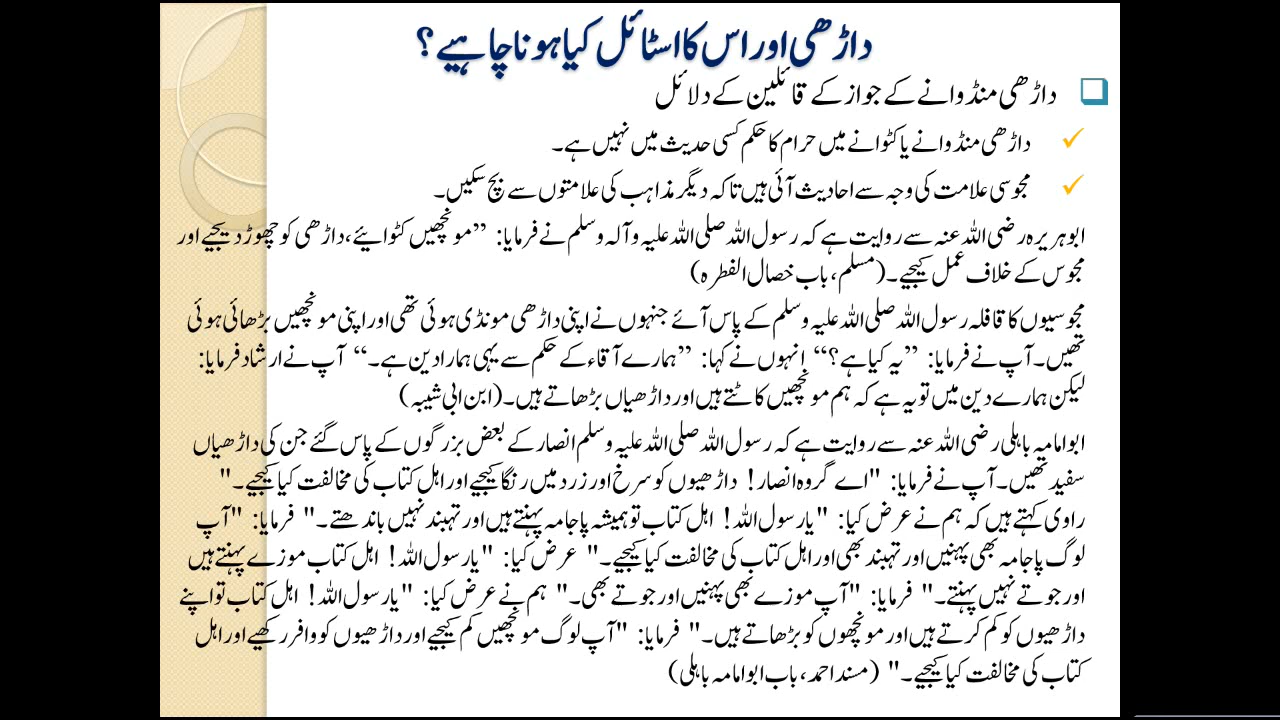 داڑھی اور اس کا اسٹائل کیا ہونا چاہیے؟
داڑھی منڈوانے کے جواز کے قائلین کے دلائل
داڑھی منڈوانے یا کٹوانے میں حرام کا حکم کسی حدیث میں نہیں ہے۔
مجوسی علامت کی وجہ سے احادیث آئی ہیں تاکہ دیگر مذاہب کی علامتوں سے بچ سکیں۔
ابوہریرہ رضی اللہ عنہ سے روایت ہے کہ رسول اللہ صلی اللہ علیہ وآلہ وسلم نے فرمایا: ”مونچھیں کٹوایئے، داڑھی کو چھوڑ دیجیے اور
مجوس کے خلاف عمل کیجیے۔ (مسلم، باب خصال الفطرہ)
مجوسیوں کا قافلہ رسول اللہ صلی اللہ علیہ وسلم کے پاس آئے جنہوں نے اپنی داڑھی مونڈی ہوئی تھی اور اپنی مونچھیں بڑھائی ہوئی
تھیں۔ آپ نے فرمایا: ”یہ کیا ہے؟“ انہوں نے کہا: ”ہمارے آقاء کے حکم سے یہی ہمارا دین ہے۔“ آپ نے ارشاد فرمایا:
لیکن ہمارے دین میں تو یہ ہے کہ ہم مونچھیں کاٹتے ہیں اور داڑھیاں بڑھاتے ہیں۔ (ابن ابی شیبہ)
ابوامامہ باہلی رضی اللہ عنہ سے روایت ہے کہ رسول اللہ صلی اللہ علیہ وسلم انصار کے بعض بزرگوں کے پاس گئے جن کی داڑھیاں
سفید تھیں۔ آپ نے فرمایا: "اے گروہ انصار! داڑھیوں کو سرخ اور زرد میں رنگا کیجیے اور اہل کتاب کی مخالفت کیا کیجیے۔"
راوی کہتے ہیں کہ ہم نے عرض کیا: "یا رسول اللہ! اہل کتاب تو ہمیشہ پاجامہ پہنتے ہیں اور تہبند نہیں باندھتے۔" فرمایا: "آپ
لوگ پاجامہ بھی پہنیں اور تہبند بھی اور اہل کتاب کی مخالفت کیا کیجیے۔" عرض کیا: "یا رسول اللہ! اہل کتاب موزے پہنتے ہیں
اور جوتے نہیں پہنتے۔" فرمایا: "آپ موزے بھی پہنیں اور جوتے بھی۔" ہم نے عرض کیا: "یا رسول اللہ! اہل کتاب تو اپنے
داڑھیوں کو کم کرتے ہیں اور مونچھوں کو بڑھاتے ہیں۔" فرمایا: "آپ لوگ مونچھیں کم کیجیے اور داڑھیوں کو وافر رکھیے اور اہل
کتاب کی مخالفت کیا کیجیے۔" (مسند احمد، باب ابوامامہ باہلی)